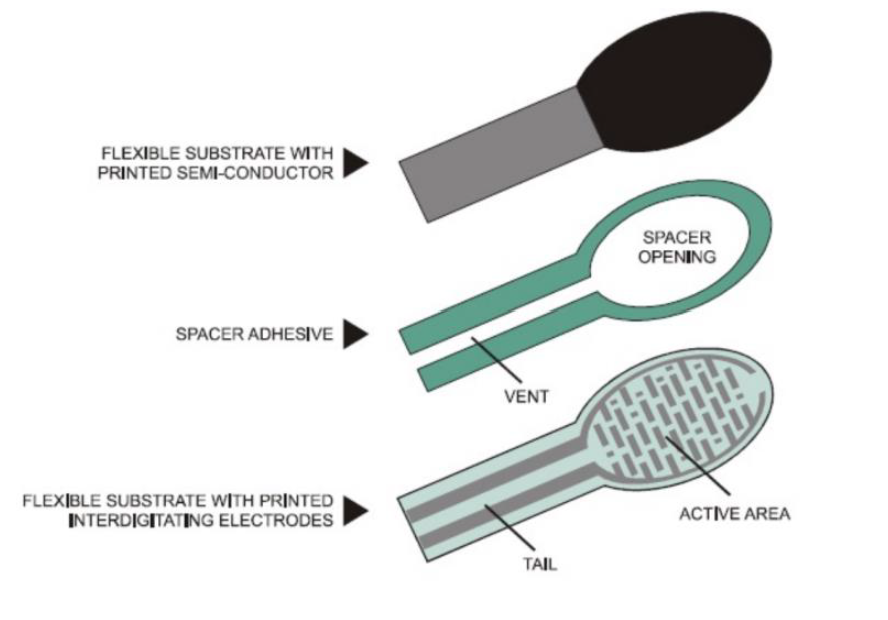 FLEXIBLE SUBSTRATE WITH
PRINTED SEMI-CONDUCTOR
SPACER
OPENING
SPACER ADHESIVE
VENT
FLEXIBLE SUBSTRATE WITH PRINTED
INTERDIGITATING ELECTRODES
ACTIVE AREA
TAIL